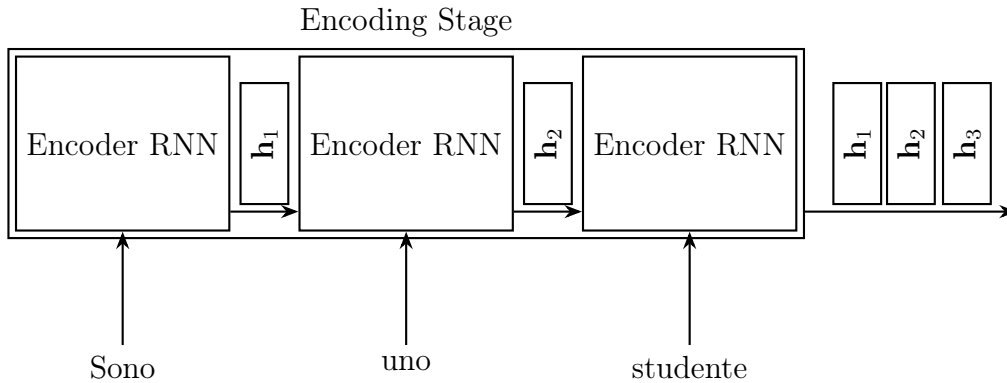 Encoding Stage
Encoder RNN
h₁
Encoder RNN
h₂
Encoder RNN
h₁
h₂
h₃
Sono
uno
studente